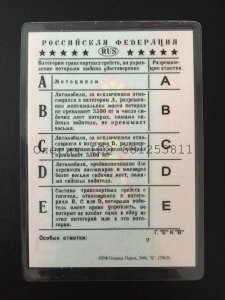 РОССИЙСКАЯ ФЕДЕРАЦИЯ
RUS
Категории транспортных средств, на управление которыми выдано удостоверение
Разрешающие отметки
A
Мотоциклы
A
B
Автомобили, за исключением относящихся к категории A, разрешенная максимальная масса которых не превышает 3500 кг и число сидячих мест которых, помимо сиденья водителя, не превышает восьми.
B
C
Автомобили, за исключением относящихся к категории D, разрешенная максимальная масса которых превышает 3500 кг.
C
D
Автомобили, предназначенные для перевозки пассажиров и имеющие более восьми сидячих мест, помимо сиденья водителя.
D
E
Составы транспортных средств с тягачом, относящимся к категориям B, C или D, которыми водитель имеет право управлять, но которые не входят сами в одну из этих категорий или в эти категории.
E
Особые отметки: